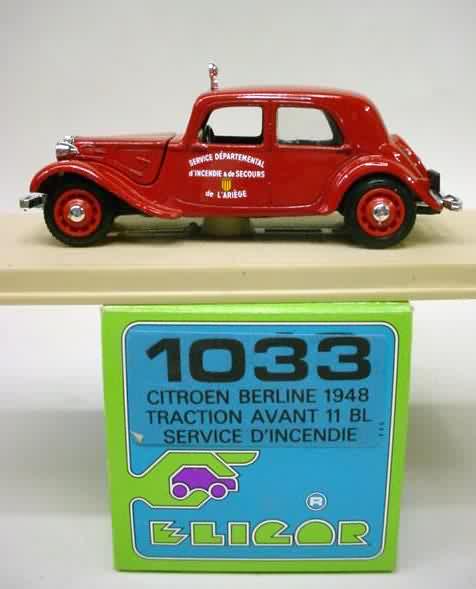 SERVICE DÉPARTEMENTAL
d'INCENDIE & de SECOURS
de L'ARIÈGE
1033
CITROEN BERLINE 1948
TRACTION AVANT 11 BL
SERVICE D'INCENDIE
®
ELIGOR